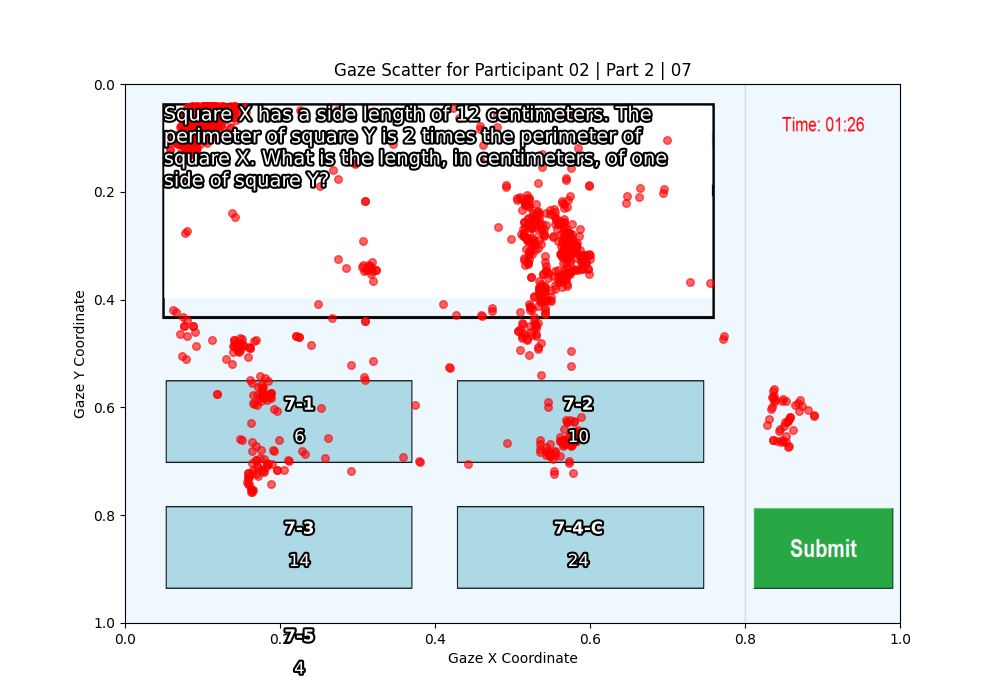 Gaze Scatter for Participant 02 | Part 2 | 07
Square X has a side length of 12 centimeters. The
perimeter of square Y is 2 times the perimeter of
square X. What is the length, in centimeters, of one
side of square Y?
Time: 01:26
7-1
6
7-2
10
7-3
14
7-4-C
24
Submit
7-5
4
0.0
0.2
0.4
0.6
0.8
1.0
Gaze Y Coordinate
0.0
0.2
0.4
0.6
0.8
1.0
Gaze X Coordinate